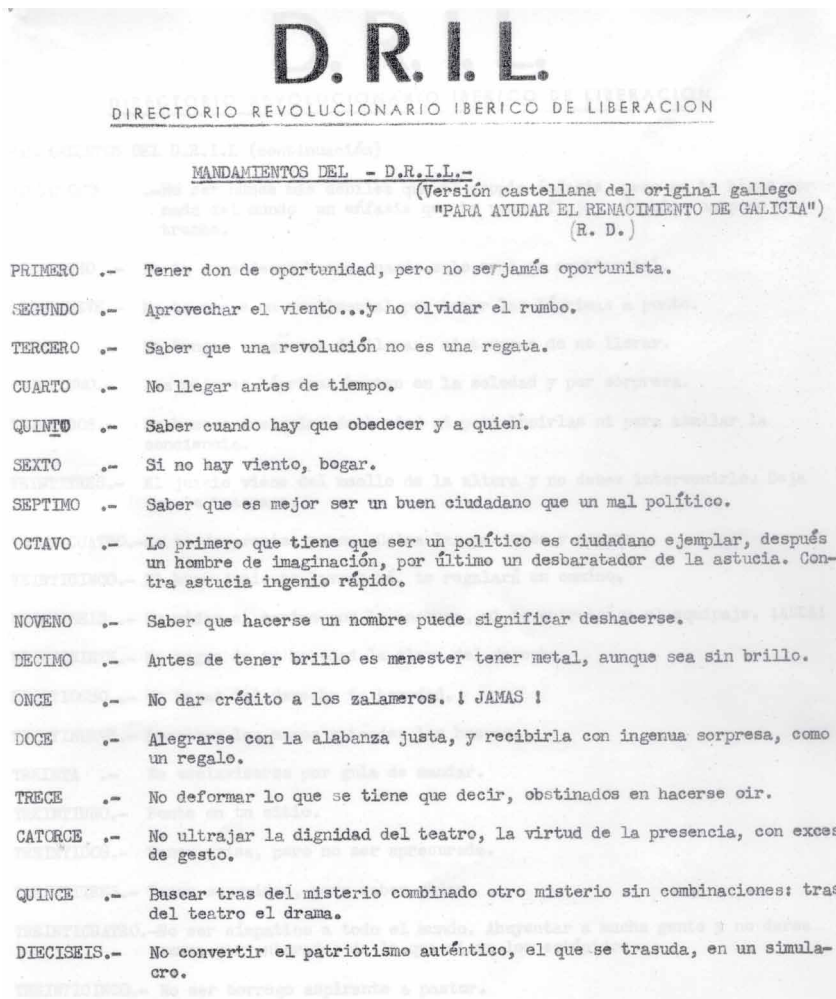 D. R. I. L.
DIRECTORIO REVOLUCIONARIO IBERICO DE LIBERACION
MANDAMIENTOS DEL - D.R.I.L.-
(Versión castellana del original gallego
"PARA AYUDAR EL RENACIMIENTO DE GALICIA")
(R. D.)
PRIMERO .- Tener don de oportunidad, pero no serjamás oportunista.
SEGUNDO .- Aprovechar el viento...y no olvidar el rumbo.
TERCERO .- Saber que una revolución no es una regata.
CUARTO .- No llegar antes de tiempo.
QUINTO .- Saber cuando hay que obedecer y a quien.
SEXTO .- Si no hay viento, bogar.
SEPTIMO .- Saber que es mejor ser un buen ciudadano que un mal político.
OCTAVO .- Lo primero que tiene que ser un político es ciudadano ejemplar, después
un hombre de imaginación, por último un desbaratador de la astucia. Con-
tra astucia ingenio rápido.
NOVENO .- Saber que hacerse un nombre puede significar deshacerse.
DECIMO .- Antes de tener brillo es menester tener metal, aunque sea sin brillo.
ONCE .- No dar crédito a los zalameros. ! JAMAS !
DOCE .- Alegrarse con la alabanza justa, y recibirla con ingenua sorpresa, como
un regalo.
TRECE .- No deformar lo que se tiene que decir, obstinados en hacerse oir.
CATORCE .- No ultrajar la dignidad del teatro, la virtud de la presencia, con exces
de gesto.
QUINCE .- Buscar tras del misterio combinado otro misterio sin combinaciones: tras
del teatro el drama.
DIECISEIS.- No convertir el patriotismo auténtico, el que se trasuda, en un simula-
cro.